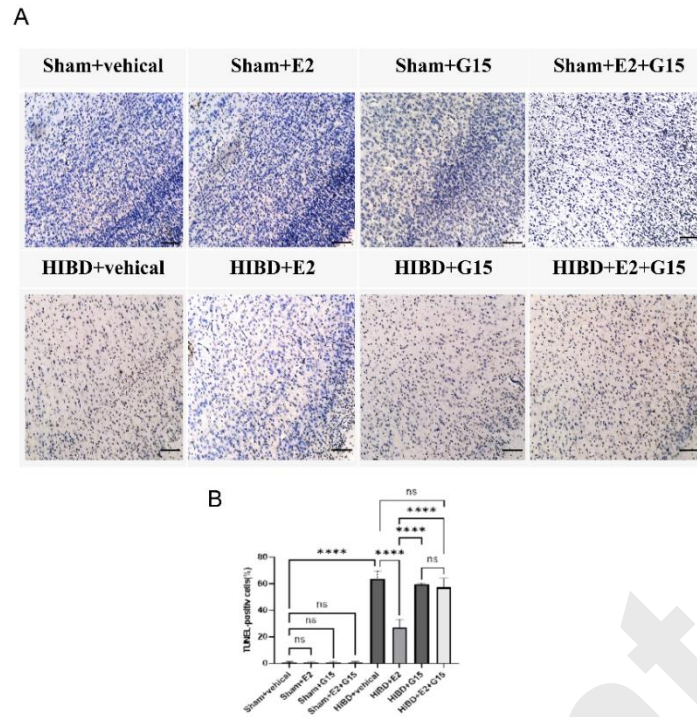 A
Sham+vehical Sham+E2 Sham+G15 Sham+E2+G15
HIBD+vehical HIBD+E2 HIBD+G15 HIBD+E2+G15
B
ns
****
**** **** ****
ns
ns
ns
ns
80
60
40
20
0
TUNEL-positiv cells(%)
Sham+vehical
Sham+E2
Sham+G15
Sham+E2+G15
HIBD+vehical
HIBD+E2
HIBD+G15
HIBD+E2+G15